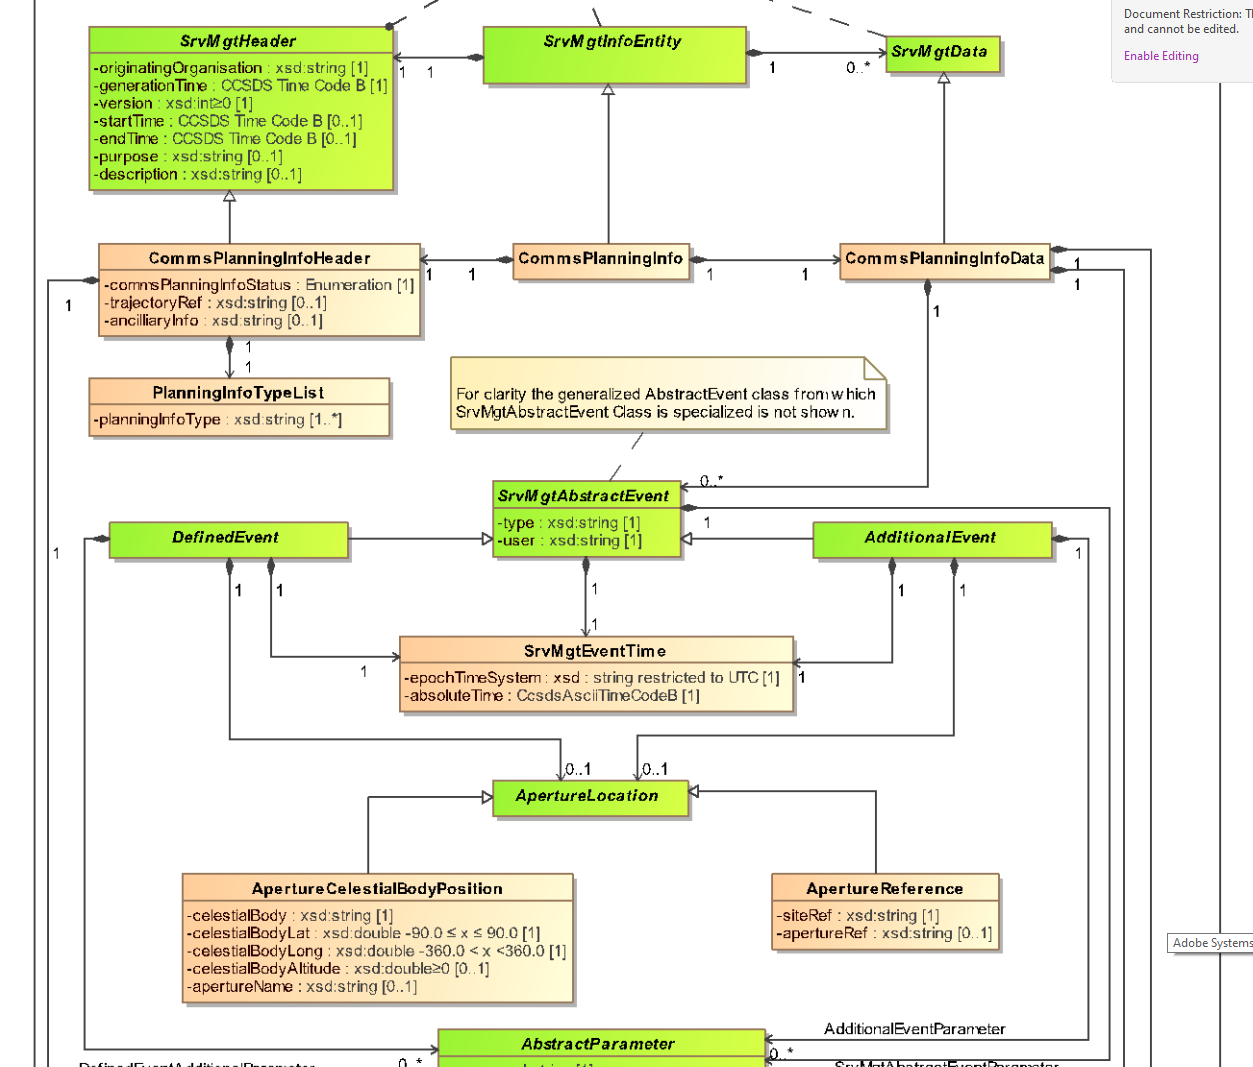 Document Restriction: T
and cannot be edited.
Enable Editing
SrvMgtHeader
-originatingOrganisation : xsd:string [1]
-generationTime : CCSDS Time Code B [1]
-version : xsd:int≥0 [1]
-startTime : CCSDS Time Code B [0..1]
-endTime : CCSDS Time Code B [0..1]
-purpose : xsd:string [0..1]
-description : xsd:string [0..1]
1
1
SrvMgtInfoEntity
1
0..*
SrvMgtData
CommsPlanningInfoHeader
-commsPlanningInfoStatus : Enumeration [1]
-trajectoryRef : xsd:string [0..1]
-ancilliaryInfo : xsd:string [0..1]
1
1
1
CommsPlanningInfo
1
1
CommsPlanningInfoData
1
1
1
1
1
PlanningInfoTypeList
-planningInfoType : xsd:string [1..*]
For clarity the generalized AbstractEvent class from which
SrvMgtAbstractEvent Class is specialized is not shown.
0..*
SrvMgtAbstractEvent
-type : xsd:string [1]
-user : xsd:string [1]
1
DefinedEvent
AdditionalEvent
1
1
1
1
1
1
1
1
SrvMgtEventTime
-epochTimeSystem : xsd : string restricted to UTC [1]
-absoluteTime : CcsdsAsciiTimeCodeB [1]
1
1
0..1
0..1
ApertureLocation
ApertureCelestialBodyPosition
-celestialBody : xsd:string [1]
-celestialBodyLat : xsd:double -90.0 ≤ x ≤ 90.0 [1]
-celestialBodyLong : xsd:double -360.0 < x <360.0 [1]
-celestialBodyAltitude : xsd:double≥0 [0..1]
-apertureName : xsd:string [0..1]
ApertureReference
-siteRef : xsd:string [1]
-apertureRef : xsd:string [0..1]
Adobe Systems
AdditionalEventParameter
AbstractParameter
0..*
0..*
DefinedEventAdditionalParameter
SrvMgtAbstractEventParameter